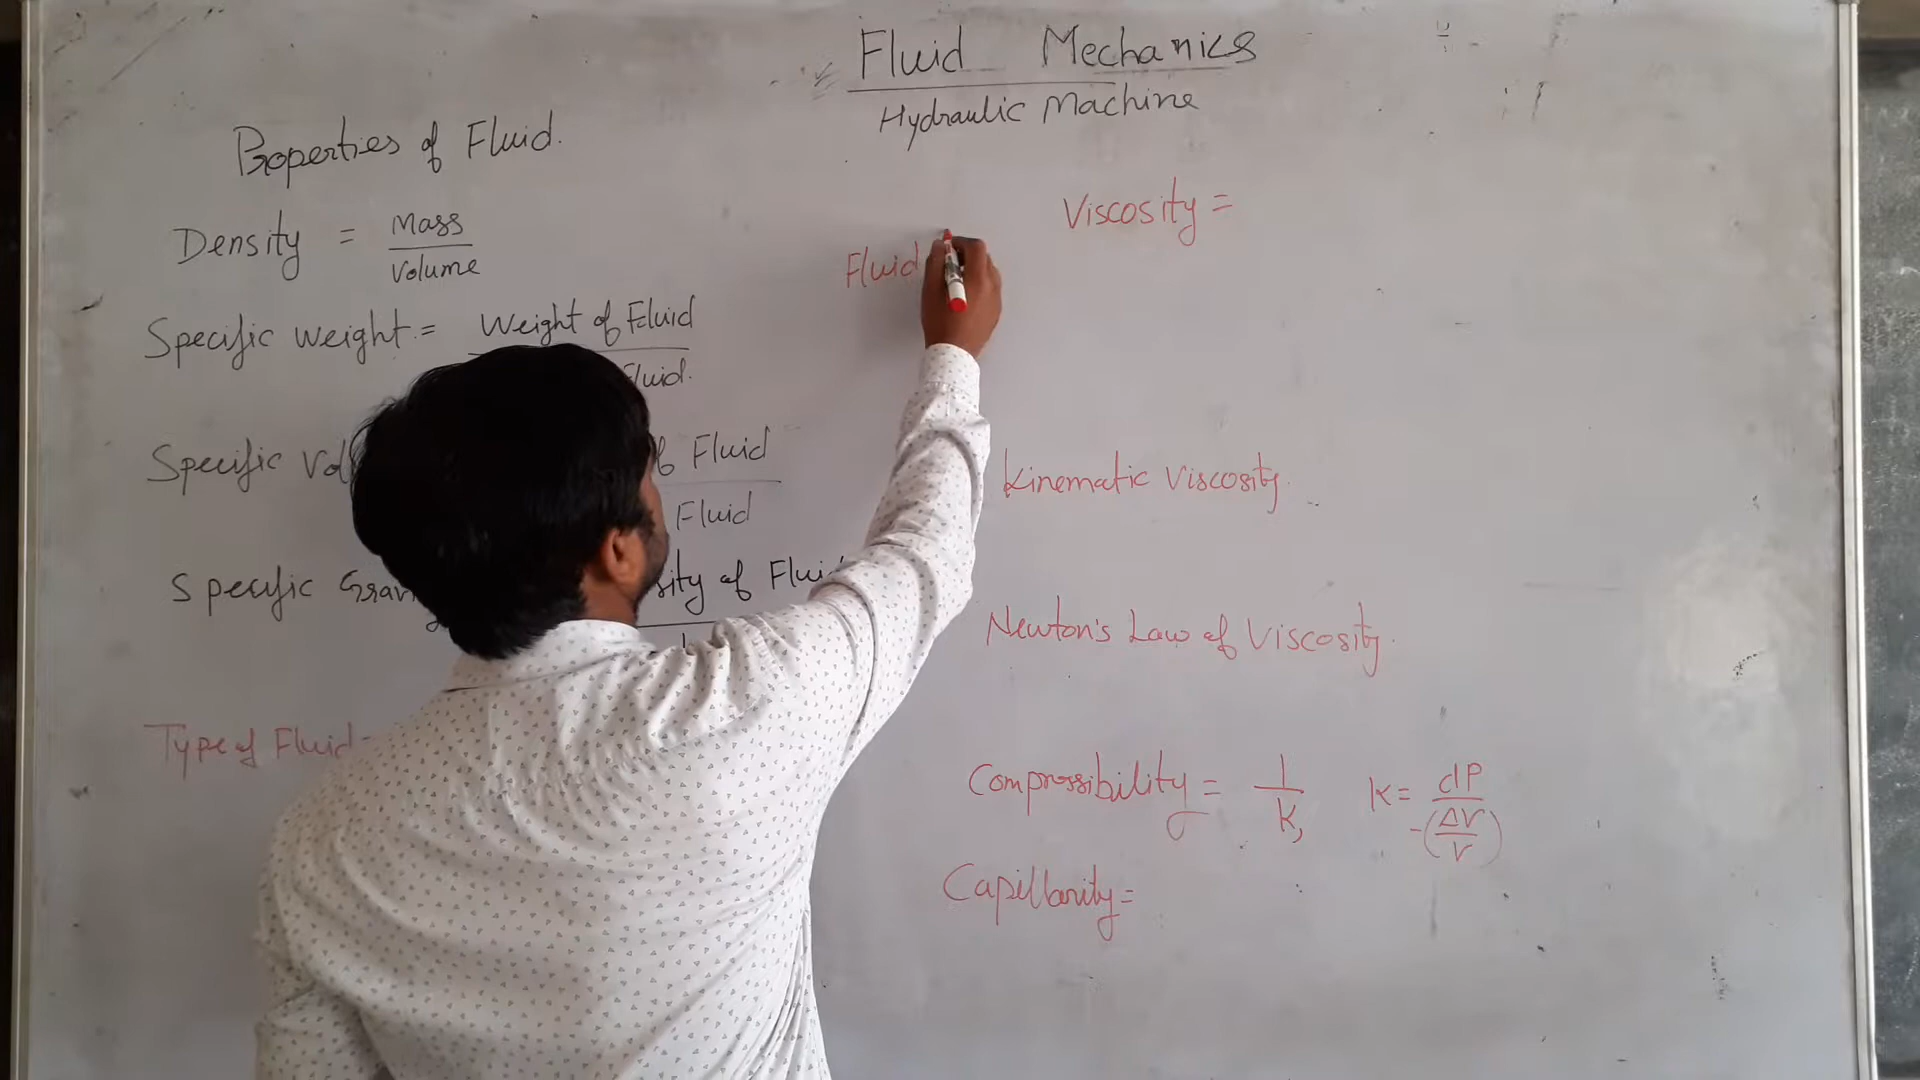 Fluid Mechanics
Hydraulic Machine
Properties of Fluid.
Density = Mass
Volume
Specific Weight = Weight of Fluid
Fluid.
Specific Vol
of Fluid
Fluid
Specific Gravi
sity of Flui
Type of Fluid
Fluid
Viscosity =
Kinematic Viscosity.
Newton's Law of Viscosity.
Compressibility = 1/K, K = dP/-(ΔV/V)
Capillarity =